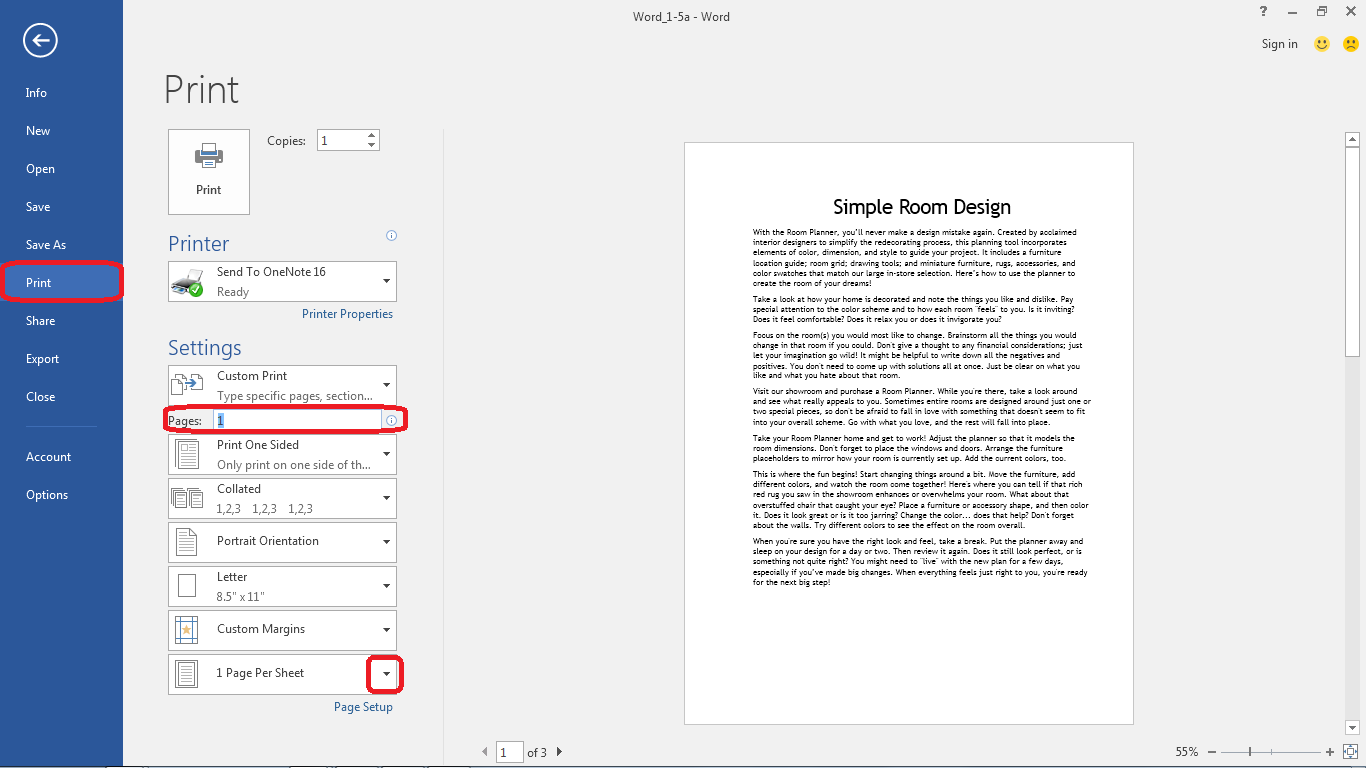 Word_1-5a - Word
?
Sign in
Info
New
Open
Save
Save As
Print
Share
Export
Close
Account
Options
Print
Print
Copies: 1
Printer
Send To OneNote 16
Ready
Printer Properties
Settings
Custom Print
Type specific pages, section...
Pages: 1
Print One Sided
Only print on one side of th...
Collated
1,2,3 1,2,3 1,2,3
Portrait Orientation
Letter
8.5" x 11"
Custom Margins
1 Page Per Sheet
Page Setup
Simple Room Design
With the Room Planner, you'll never make a design mistake again. Created by acclaimed
interior designers to simplify the redecorating process, this planning tool incorporates
elements of color, dimension, and style to guide your project. It includes a furniture
location guide; room grid; drawing tools; and miniature furniture, rugs, accessories, and
color swatches that match our large in-store selection. Here's how to use the planner to
create the room of your dreams!
Take a look at how your home is decorated and note the things you like and dislike. Pay
special attention to the color scheme and to how each room "feels" to you. Is it inviting?
Does it feel comfortable? Does it relax you or does it invigorate you?
Focus on the room(s) you would most like to change. Brainstorm all the things you would
change in that room if you could. Don't give a thought to any financial considerations; just
let your imagination go wild! It might be helpful to write down all the negatives and
positives. You don't need to come up with solutions all at once. Just be clear on what you
like and what you hate about that room.
Visit our showroom and purchase a Room Planner. While you're there, take a look around
and see what really appeals to you. Sometimes entire rooms are designed around just one or
two special pieces, so don't be afraid to fall in love with something that doesn't seem to fit
into your overall scheme. Go with what you love, and the rest will fall into place.
Take your Room Planner home and get to work! Adjust the planner so that it models the
room dimensions. Don't forget to place the windows and doors. Arrange the furniture
placeholders to mirror how your room is currently set up. Add the current colors, too.
This is where the fun begins! Start changing things around a bit. Move the furniture, add
different colors, and watch the room come together! Here's where you can tell if that rich
red rug you saw in the showroom enhances or overwhelms your room. What about that
overstuffed chair that caught your eye? Place a furniture or accessory shape, and then color
it. Does it look great or is it too jarring? Change the color... does that help? Don't forget
about the walls. Try different colors to see the effect on the room overall.
When you're sure you have the right look and feel, take a break. Put the planner away and
sleep on your design for a day or two. Then review it again. Does it still look perfect, or is
something not quite right? You might need to "live" with the new plan for a few days,
especially if you've made big changes. When everything feels just right to you, you're ready
for the next big step!
1 of 3
55%